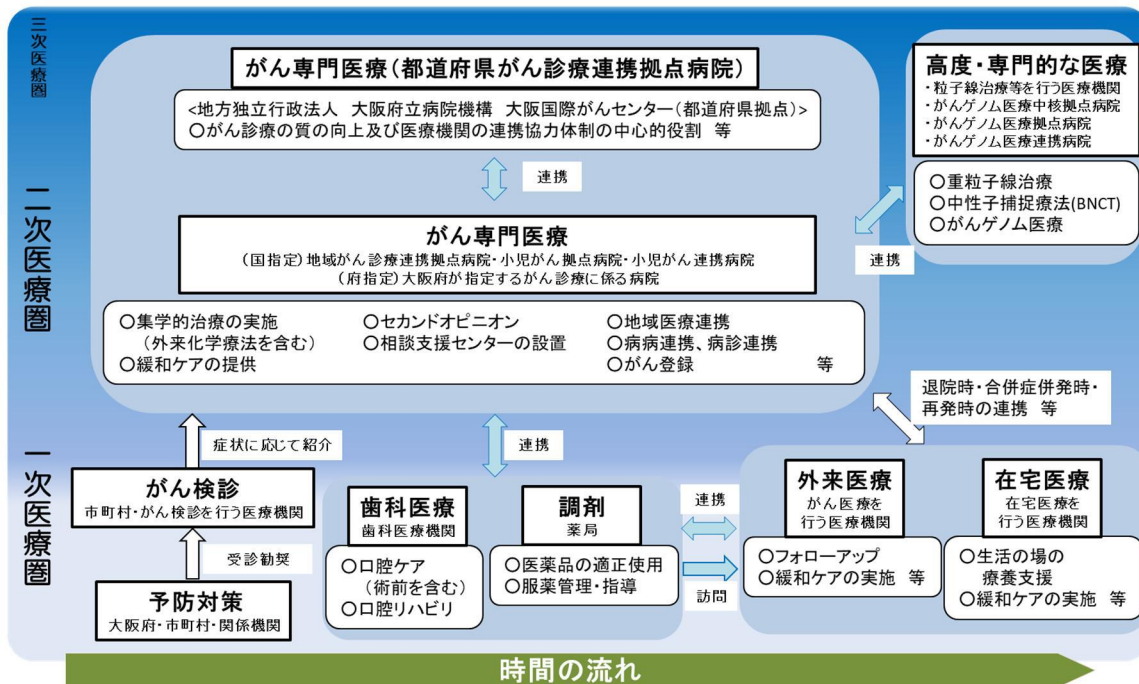 三次医療圏
がん専門医療(都道府県がん診療連携拠点病院)
<地方独立行政法人 大阪府立病院機構 大阪国際がんセンター(都道府県拠点)>
○がん診療の質の向上及び医療機関の連携協力体制の中心的役割 等
高度・専門的な医療
・粒子線治療等を行う医療機関
・がんゲノム医療中核拠点病院
・がんゲノム医療拠点病院
・がんゲノム医療連携病院
○重粒子線治療
○中性子捕捉療法(BNCT)
○がんゲノム医療
連携
連携
二次医療圏
がん専門医療
(国指定)地域がん診療連携拠点病院・小児がん拠点病院・小児がん連携病院
(府指定)大阪府が指定するがん診療に係る病院
○集学的治療の実施
(外来化学療法を含む)
○緩和ケアの提供
○セカンドオピニオン
○相談支援センターの設置
○地域医療連携
○病病連携、病診連携
○がん登録 等
退院時・合併症併発時・
再発時の連携 等
症状に応じて紹介
連携
一次医療圏
がん検診
市町村・がん検診を行う医療機関
受診勧奨
予防対策
大阪府・市町村・関係機関
歯科医療
歯科医療機関
○口腔ケア
(術前を含む)
○口腔リハビリ
調剤
薬局
○医薬品の適正使用
○服薬管理・指導
連携
訪問
外来医療
がん医療を
行う医療機関
○フォローアップ
○緩和ケアの実施 等
在宅医療
在宅医療を
行う医療機関
○生活の場の
療養支援
○緩和ケアの実施 等
時間の流れ